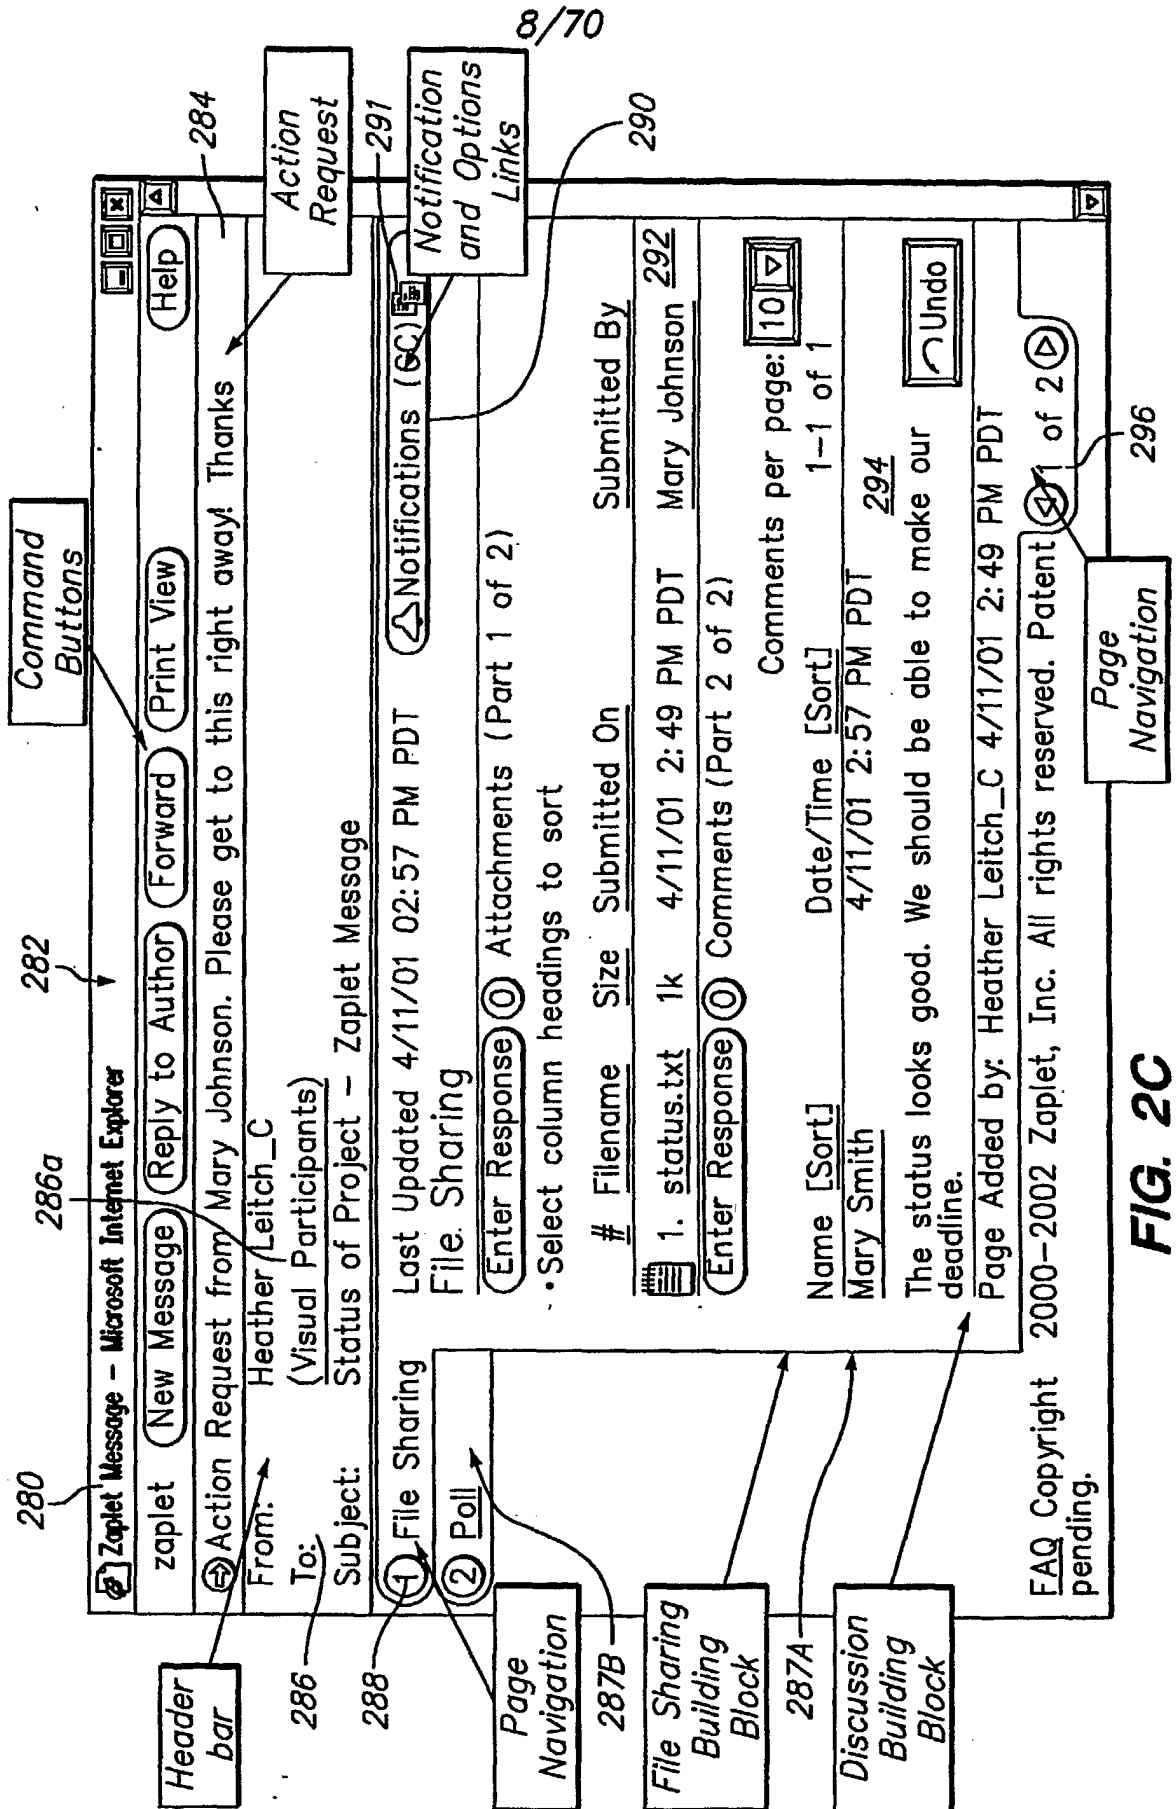 8/70
Command
Buttons
280
286a
282
Zaplet Message – Microsoft Internet Explorer
zaplet New Message Reply to Author Forward Print View Help
Action Request from Mary Johnson. Please get to this right away! Thanks
284
Action
Request
Header
bar
From: Heather Leitch_C
To: (Visual Participants)
Subject: Status of Project – Zaplet Message
286
288
291
1 File Sharing
2 Poll
Last Updated 4/11/01 02:57 PM PDT
Notifications (GC)
Notification
and Options
Links
290
File. Sharing
Enter Response 0 Attachments (Part 1 of 2)
•Select column headings to sort
# Filename Size Submitted On Submitted By
1. status.txt 1k 4/11/01 2:49 PM PDT Mary Johnson 292
Enter Response 0 Comments (Part 2 of 2)
Comments per page: 10
Name [Sort] Date/Time [Sort] 1–1 of 1
Mary Smith 4/11/01 2:57 PM PDT 294
The status looks good. We should be able to make our
deadline.
Undo
Page Added by: Heather Leitch_C 4/11/01 2:49 PM PDT
1 of 2
FAQ Copyright 2000–2002 Zaplet, Inc. All rights reserved. Patent
pending.
296
Page
Navigation
Page
Navigation
287B
File Sharing
Building
Block
287A
Discussion
Building
Block
FIG. 2C